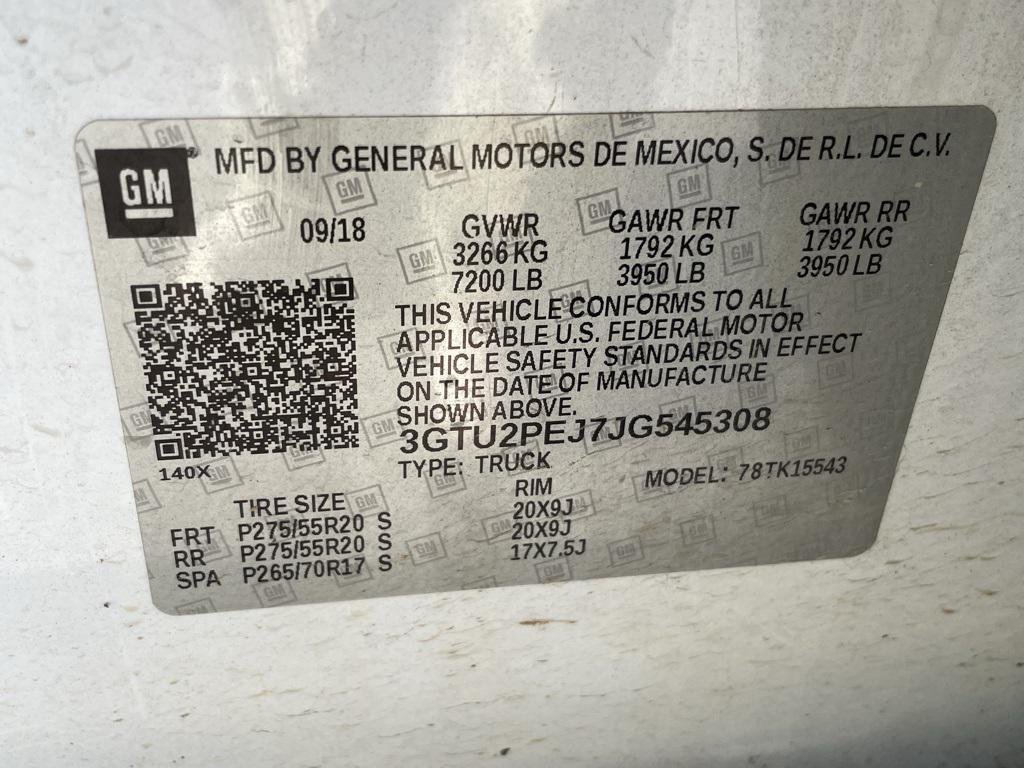 GM
MFD BY GENERAL MOTORS DE MEXICO, S. DE R.L. DE C.V.
09/18
GVWR GAWR FRT GAWR RR
3266 KG 1792 KG 1792 KG
7200 LB 3950 LB 3950 LB
THIS VEHICLE CONFORMS TO ALL
APPLICABLE U.S. FEDERAL MOTOR
VEHICLE SAFETY STANDARDS IN EFFECT
ON THE DATE OF MANUFACTURE
SHOWN ABOVE.
3GTU2PEJ7JG545308
140X
TYPE: TRUCK MODEL: 78TK15543
TIRE SIZE RIM
FRT P275/55R20 S 20X9J
RR P275/55R20 S 20X9J
SPA P265/70R17 S 17X7.5J